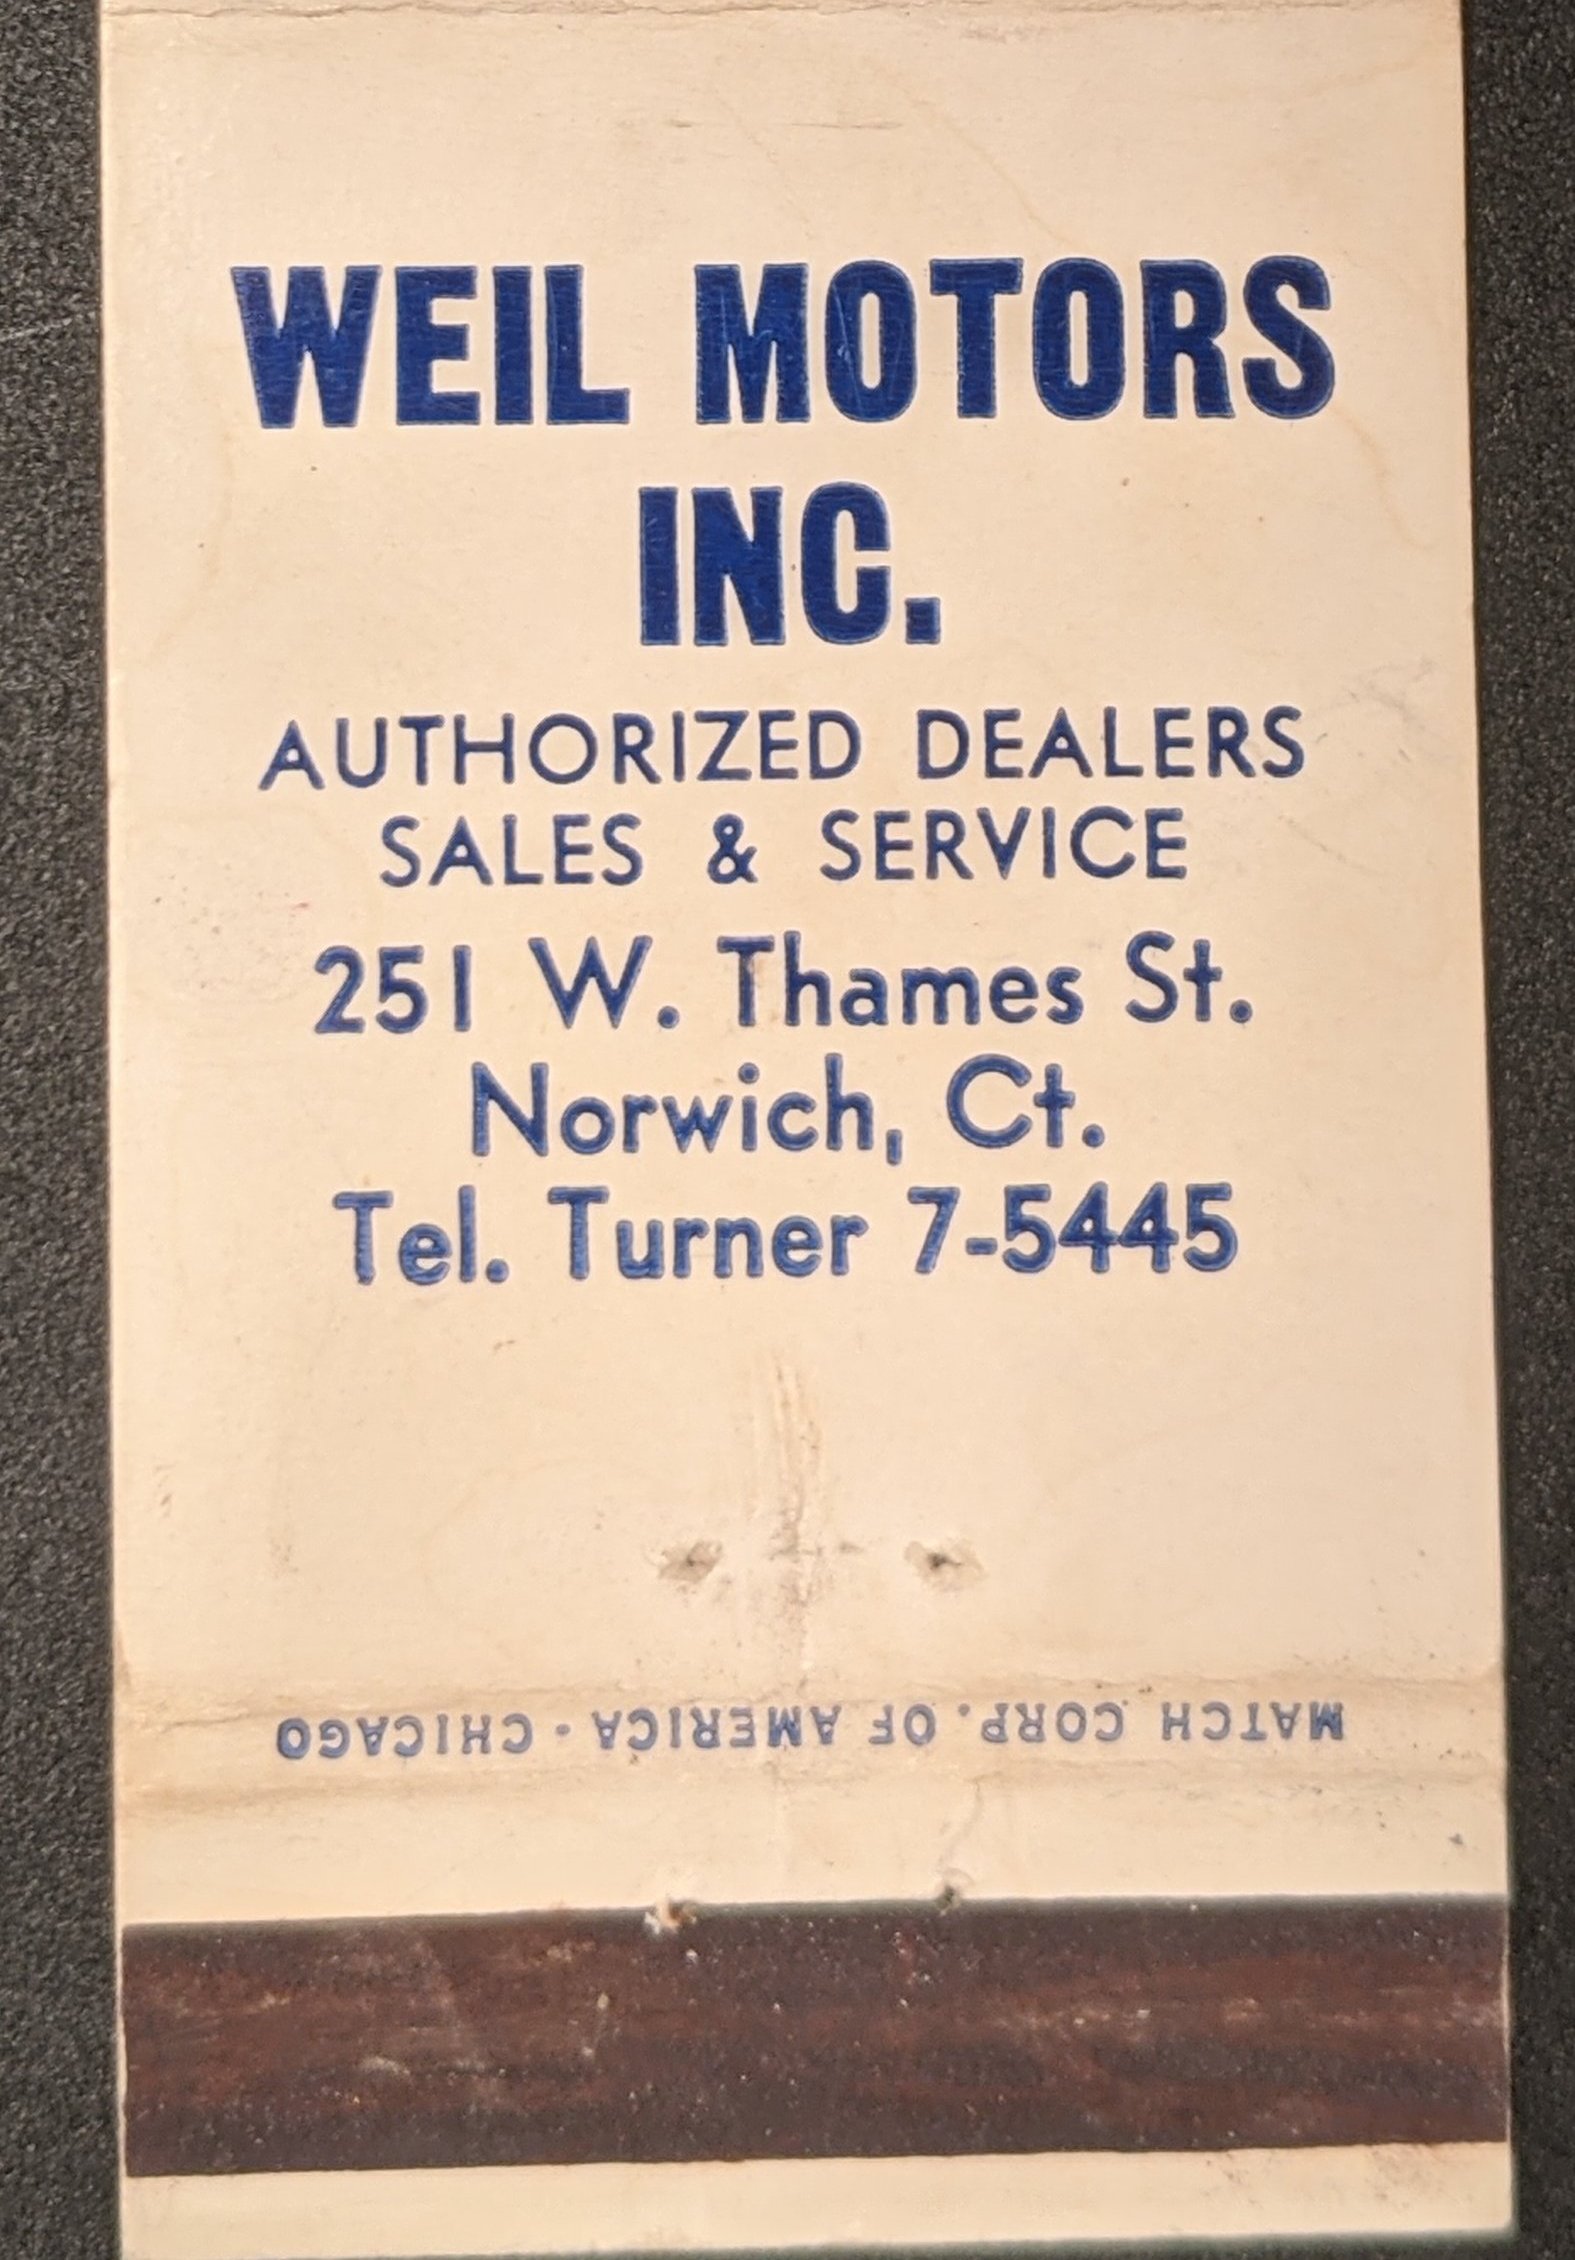 WEIL MOTORS
INC.
AUTHORIZED DEALERS
SALES & SERVICE
251 W. Thames St.
Norwich, Ct.
Tel. Turner 7-5445
MATCH CORP. OF AMERICA · CHICAGO